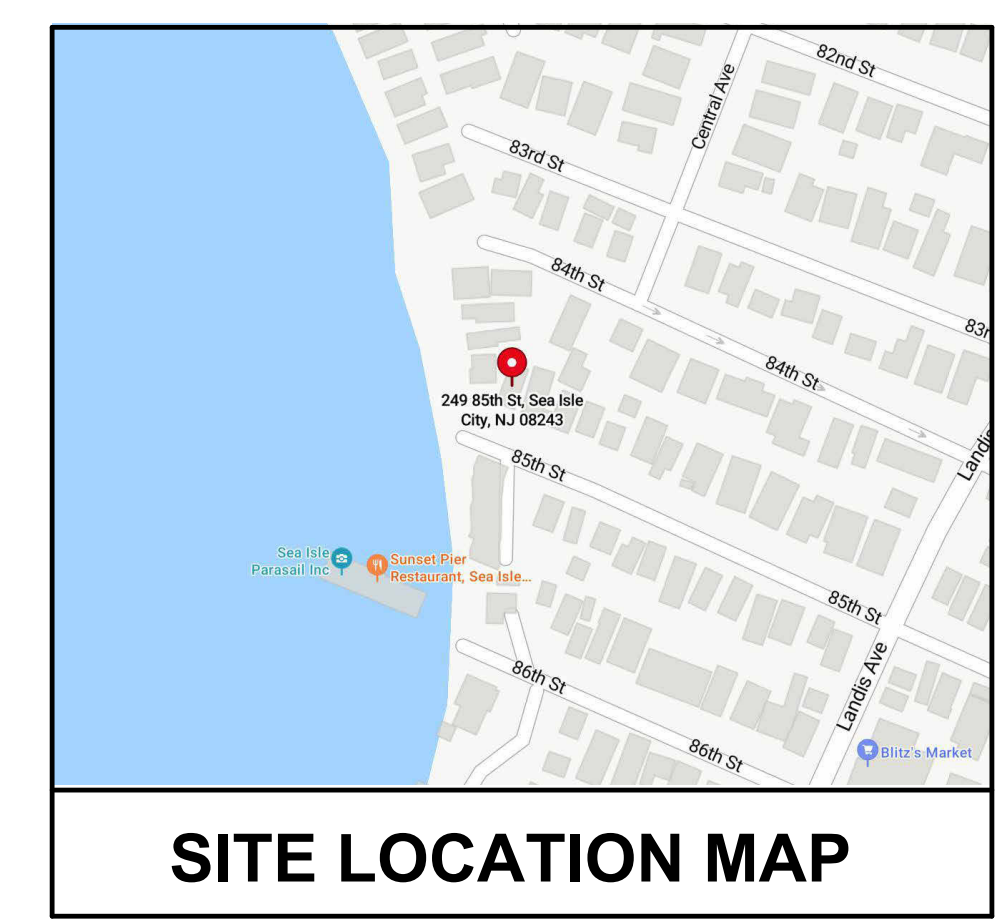 82nd St
Central Ave
83rd St
84th St
83r
84th St
249 85th St, Sea Isle
City, NJ 08243
Landis
85th St
Sea Isle
Parasail Inc
Sunset Pier
Restaurant, Sea Isle...
85th St
86th St
Landis Ave
86th St
Blitz's Market
SITE LOCATION MAP